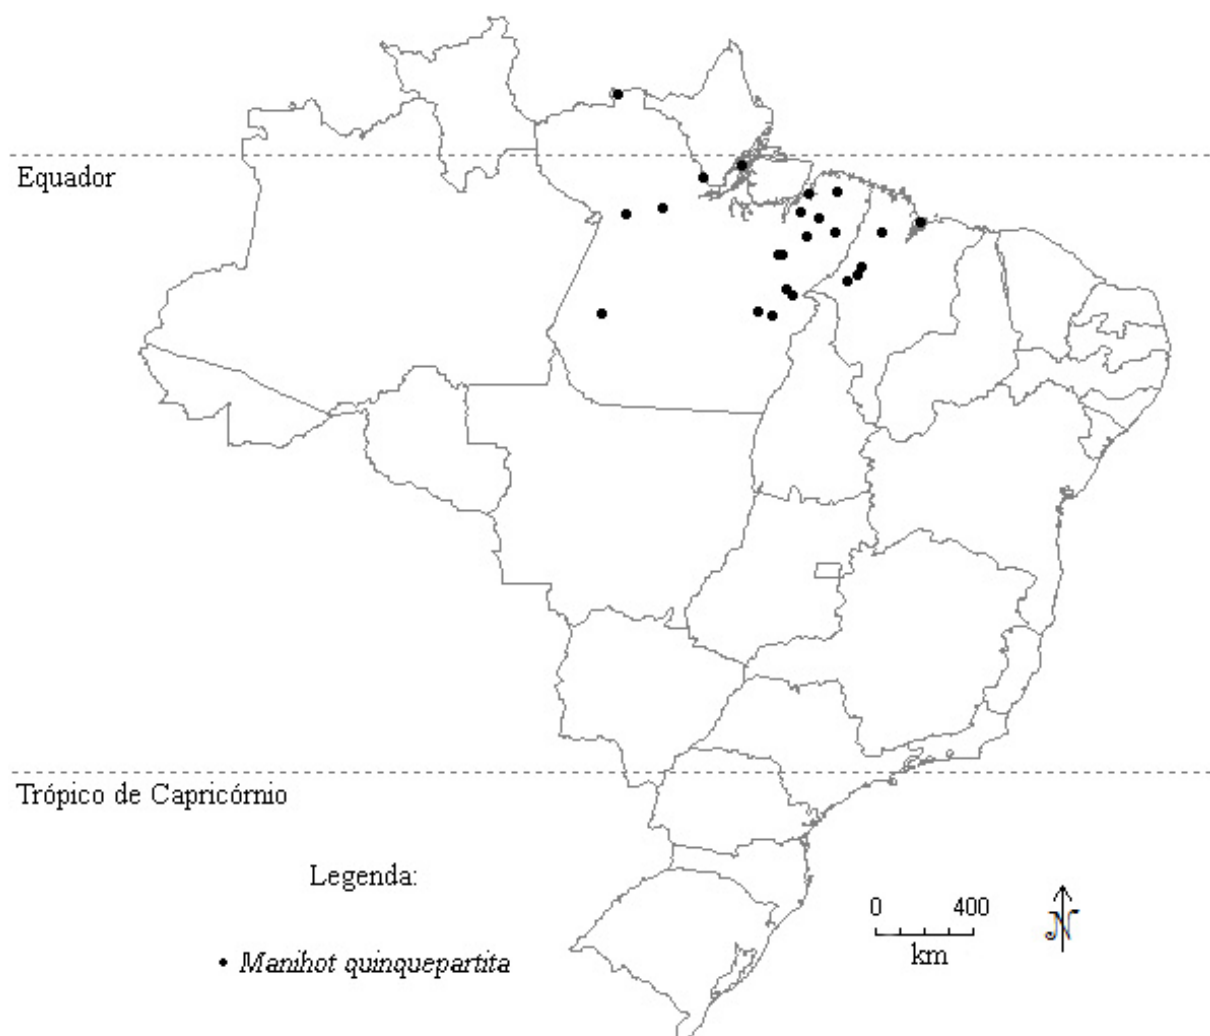 Equador
Trópico de Capricórnio
Legenda:
• Manihot quinquepartita
0 400
km
N